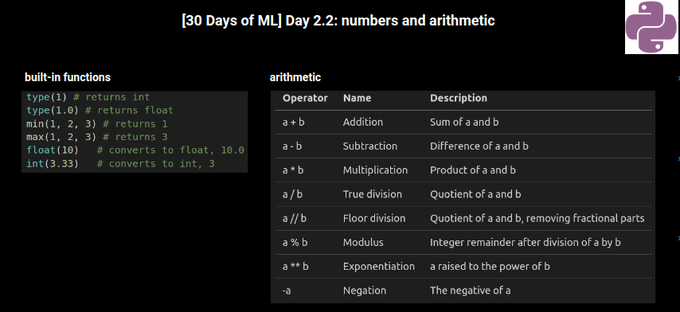 [30 Days of ML] Day 2.2: numbers and arithmetic
built-in functions
type(1) # returns int
type(1.0) # returns float
min(1, 2, 3) # returns 1
max(1, 2, 3) # returns 3
float(10) # converts to float, 10.0
int(3.33) # converts to int, 3
arithmetic
Operator Name Description
a + b Addition Sum of a and b
a - b Subtraction Difference of a and b
a * b Multiplication Product of a and b
a / b True division Quotient of a and b
a // b Floor division Quotient of a and b, removing fractional parts
a % b Modulus Integer remainder after division of a by b
a ** b Exponentiation a raised to the power of b
-a Negation The negative of a